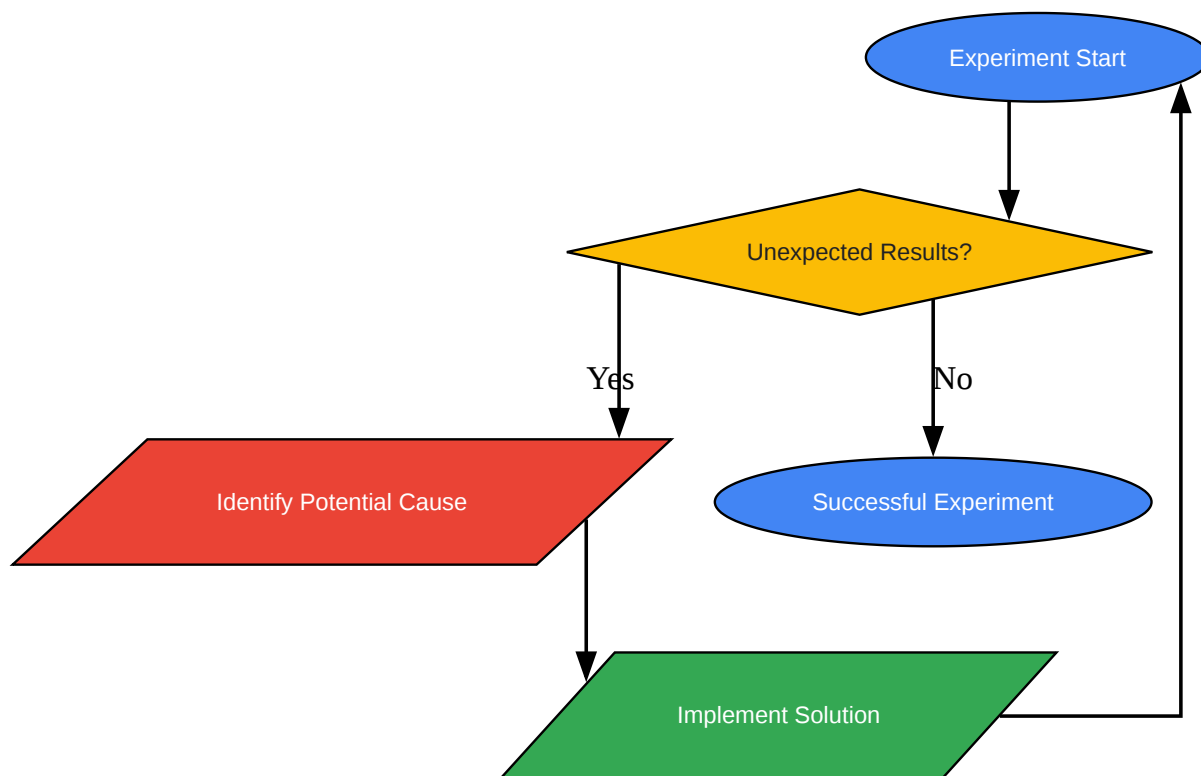 Experiment Start
Unexpected Results?
Yes
No
Identify Potential Cause
Successful Experiment
Implement Solution